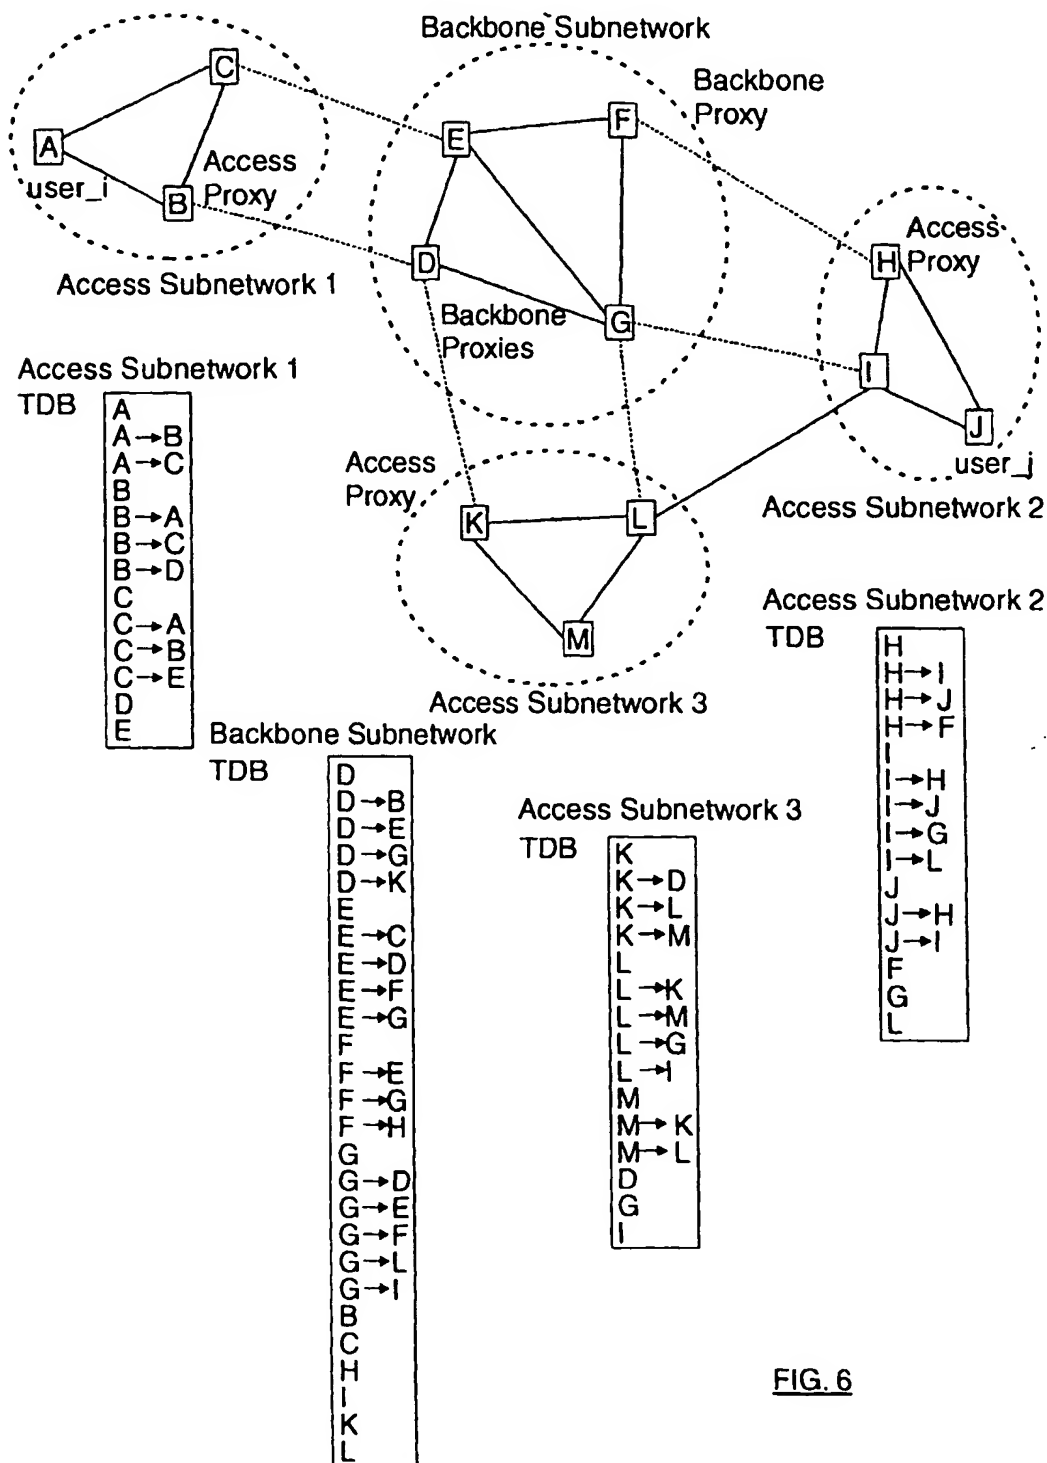 Backbone Subnetwork
C
Backbone
Proxy
F
E
A
user_i
Access
Proxy
B
Access
Proxy
H
D
Access Subnetwork 1
Backbone
Proxies
G
I
J
user_j
Access Subnetwork 2
Access
Proxy
K
L
M
Access Subnetwork 3
Access Subnetwork 1
TDB
A
A→B
A→C
B
B→A
B→C
B→D
C
C→A
C→B
C→E
D
E
Backbone Subnetwork
TDB
D
D→B
D→E
D→G
D→K
E
E→C
E→D
E→F
E→G
F
F→E
F→G
F→H
G
G→D
G→E
G→F
G→L
G→I
B
C
H
I
K
L
Access Subnetwork 3
TDB
K
K→D
K→L
K→M
L
L→K
L→M
L→G
L→I
M
M→K
M→L
D
G
I
Access Subnetwork 2
TDB
H
H→I
H→J
H→F
I
I→H
I→J
I→G
I→L
J
J→H
J→I
F
G
L
FIG. 6